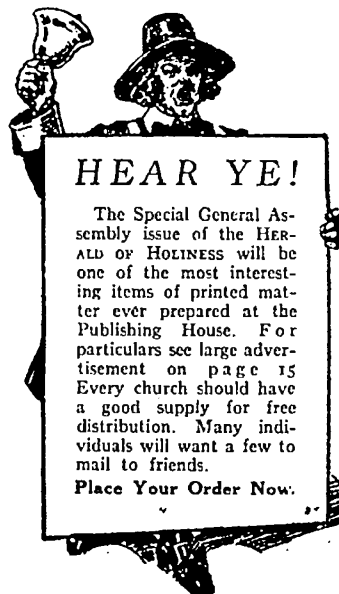 HEAR YE!
The Special General As-
sembly issue of the HER-
ALD OF HOLINESS will be
one of the most interest-
ing items of printed mat-
ter ever prepared at the
Publishing House. For
particulars see large adver-
tisement on page 15
Every church should have
a good supply for free
distribution. Many indi-
viduals will want a few to
mail to friends.
Place Your Order Now.